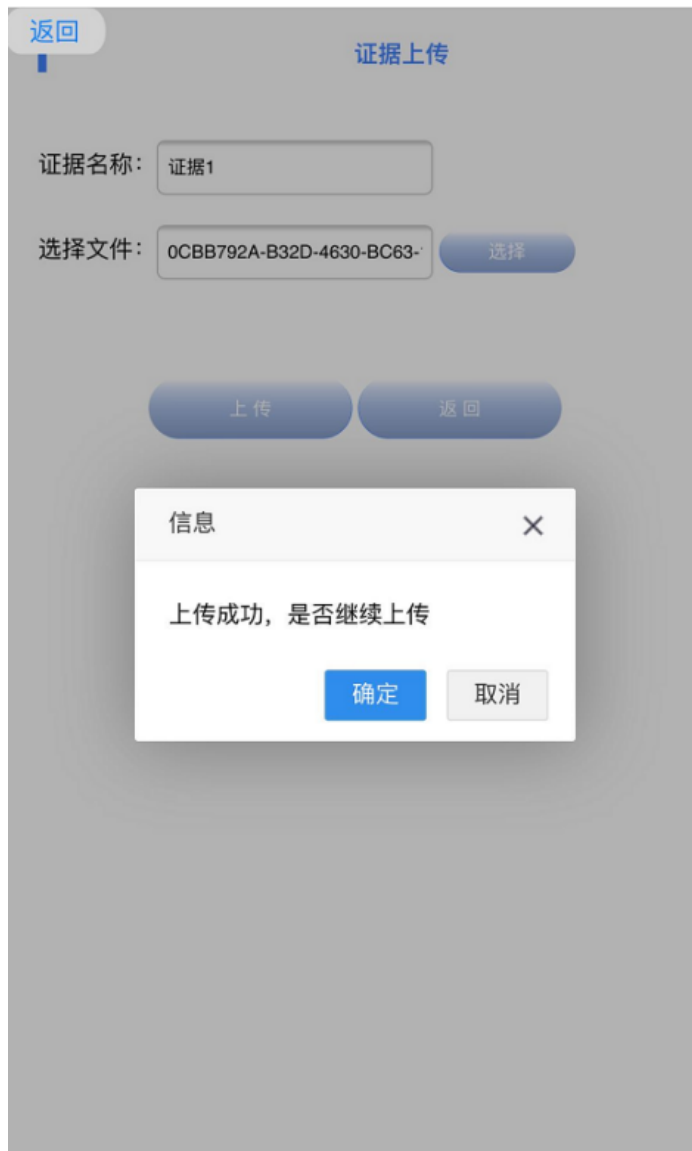 返回
证据上传
证据名称： 证据1
选择文件： 0CBB792A-B32D-4630-BC63- 选择
上 传 返 回
信息
上传成功，是否继续上传
确定 取消